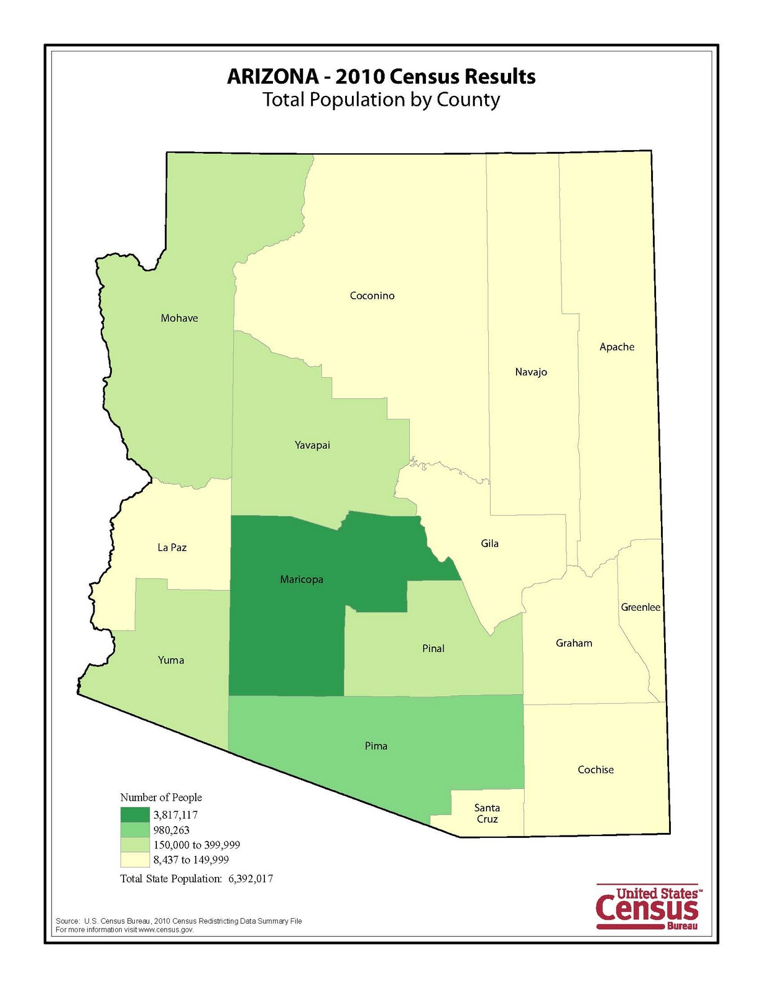 ARIZONA - 2010 Census Results
Total Population by County
Coconino
Mohave
Apache
Navajo
Yavapai
Gila
La Paz
Maricopa
Greenlee
Graham
Pinal
Yuma
Pima
Cochise
Santa
Cruz
Number of People
3,817,117
980,263
150,000 to 399,999
8,437 to 149,999
Total State Population: 6,392,017
United States™
Census
Bureau
Source: U.S. Census Bureau, 2010 Census Redistricting Data Summary File
For more information visit www.census.gov.